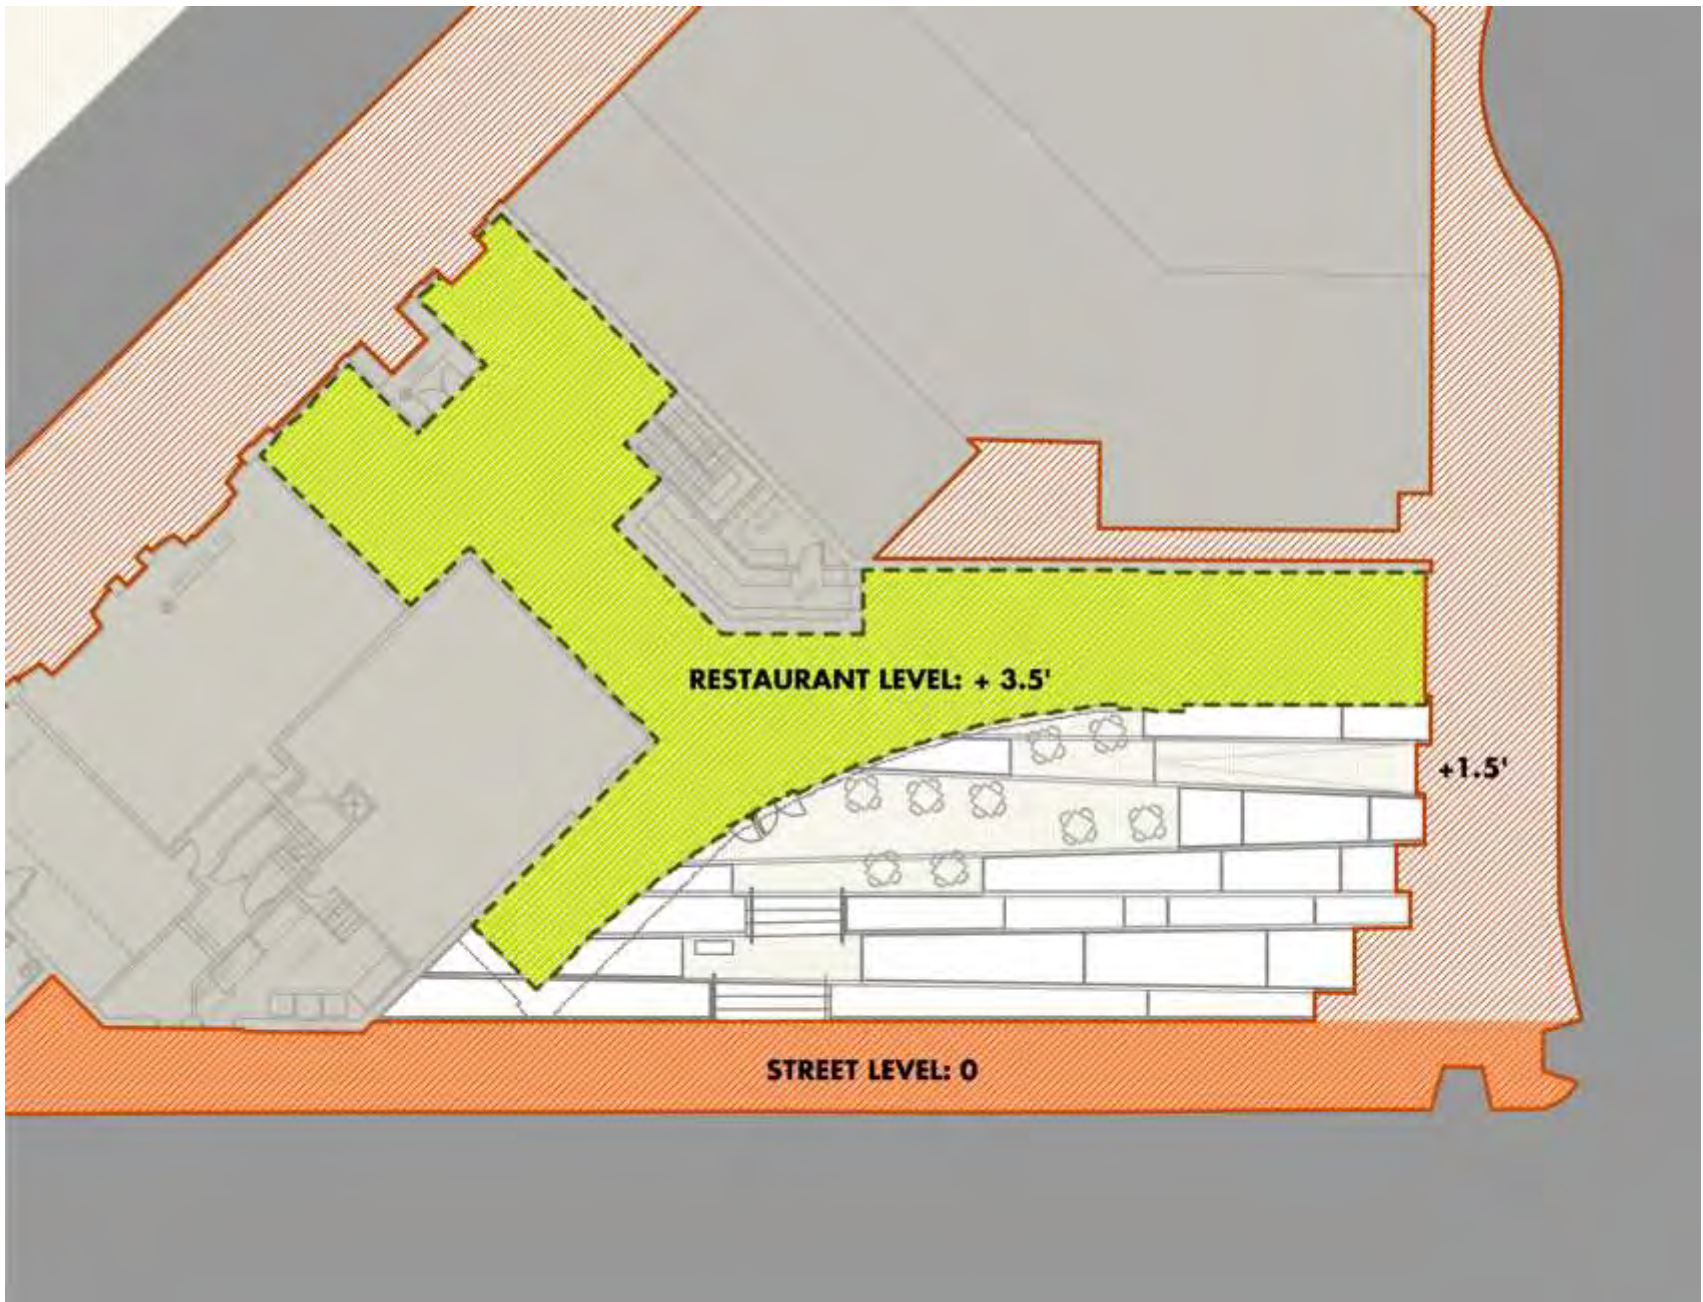 RESTAURANT LEVEL: + 3.5'
+1.5'
STREET LEVEL: 0